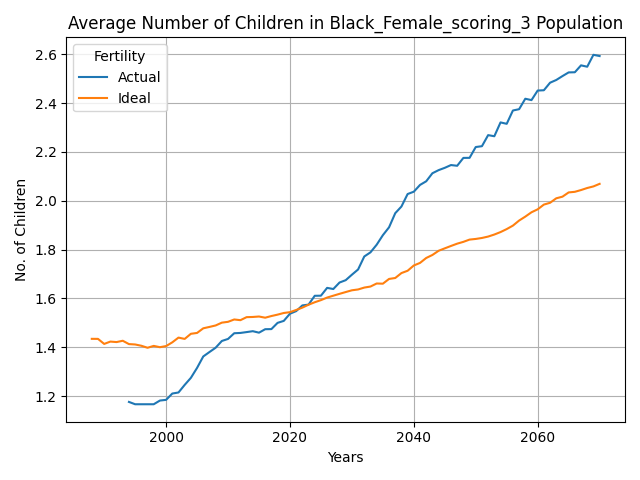 Average Number of Children in Black_Female_scoring_3 Population
Fertility
Actual
Ideal
No. of Children
2.6
2.4
2.2
2.0
1.8
1.6
1.4
1.2
2000 2020 2040 2060
Years